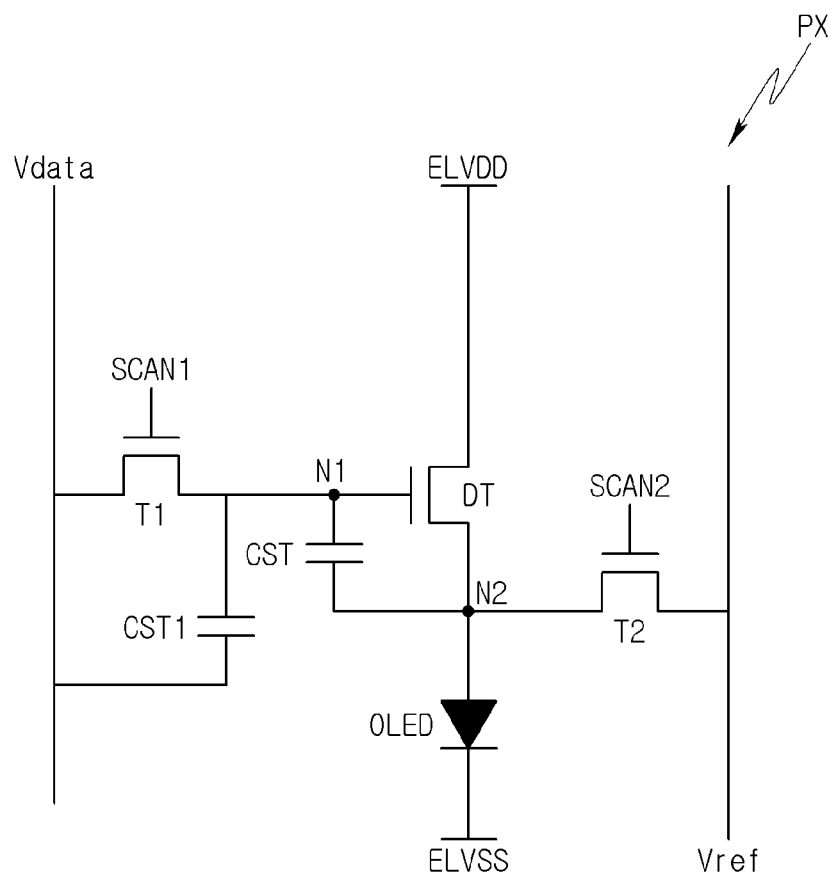 PX
Vdata
ELVDD
SCAN1
N1
DT
SCAN2
T1
CST
N2
CST1
T2
OLED
ELVSS
Vref